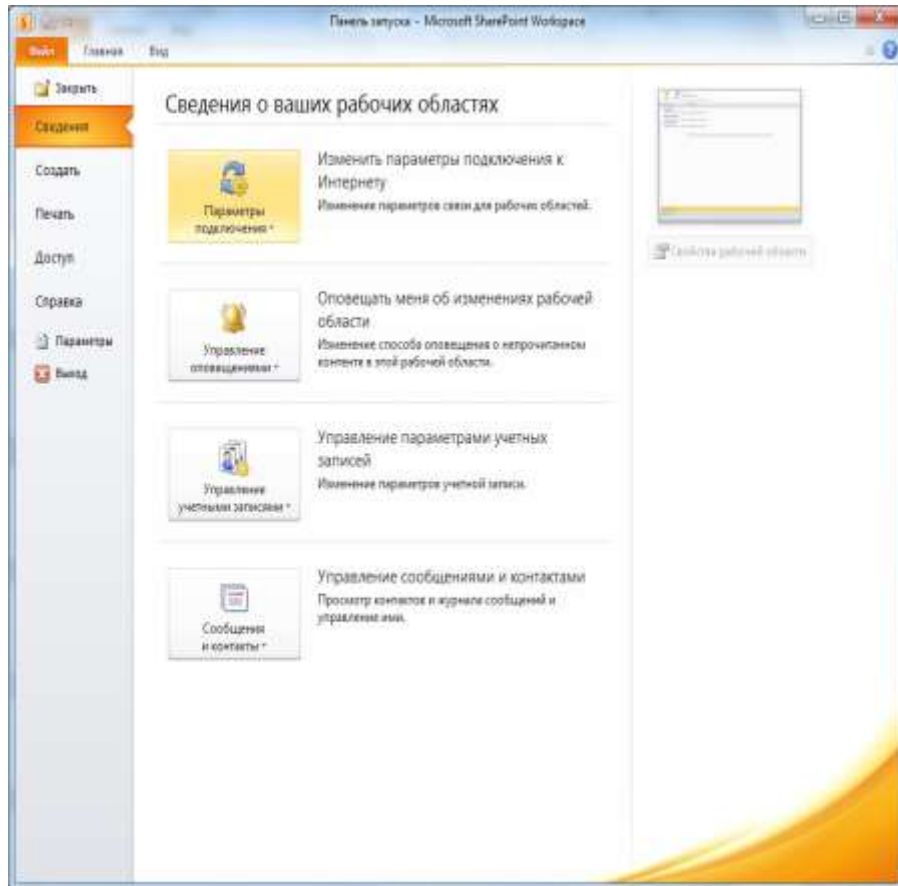 Панель запуска - Microsoft SharePoint Workspace
Файл Главная Вид
Закрыть
Сведения
Создать
Печать
Доступ
Справка
Параметры
Выход
Сведения о ваших рабочих областях
Параметры
подключения
Изменить параметры подключения к
Интернету
Изменение параметров связи для рабочих областей.
Управление
оповещениями
Оповещать меня об изменениях рабочей
области
Изменение способа оповещения о непрочитанном
контенте в этой рабочей области.
Управление
учетными записями
Управление параметрами учетных
записей
Изменение параметров учетной записи.
Сообщения
и контакты
Управление сообщениями и контактами
Просмотр контактов и журнала сообщений и
управление ими.
Свойства рабочей области